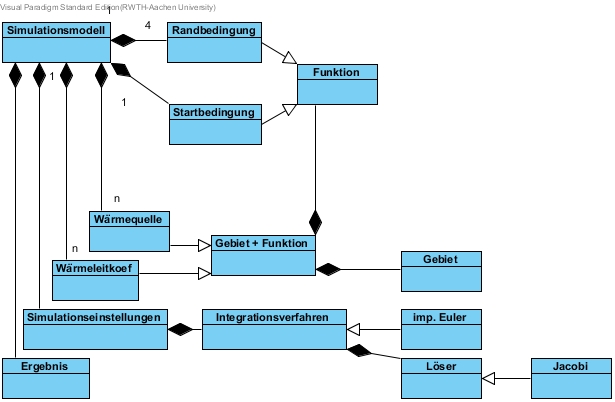 Visual Paradigm Standard Edition(RWTH-Aachen University)
1
4
Simulationsmodell
Randbedingung
Funktion
1
1
Startbedingung
n
Wärmequelle
n
Gebiet + Funktion
Wärmeleitkoef
Gebiet
Simulationseinstellungen
Integrationsverfahren
imp. Euler
Ergebnis
Löser
Jacobi